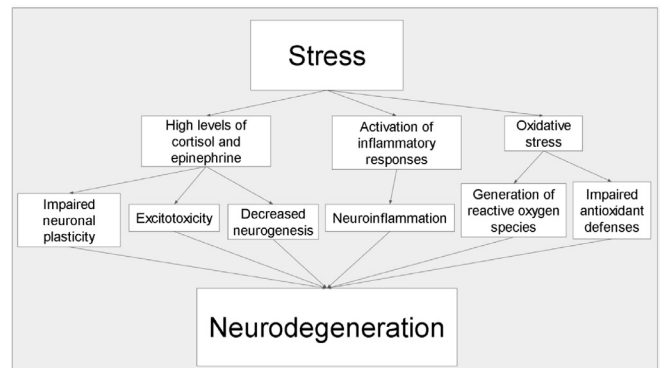 Stress
High levels of
cortisol and
epinephrine
Activation of
inflammatory
responses
Oxidative
stress
Impaired
neuronal
plasticity
Excitotoxicity
Decreased
neurogenesis
Neuroinflammation
Generation of
reactive oxygen
species
Impaired
antioxidant
defenses
Neurodegeneration